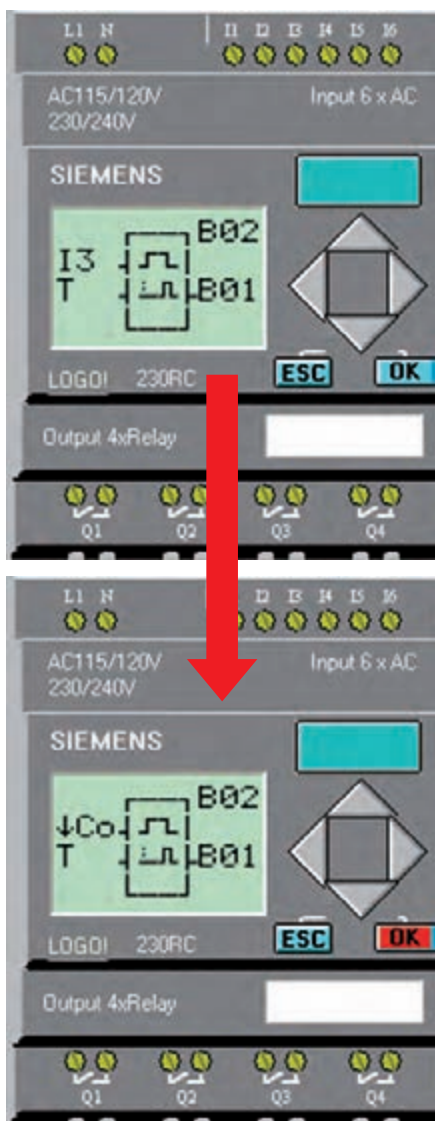 L1 N I1 I2 I3 I4 I5 I6
AC115/120V Input 6 x AC
230/240V
SIEMENS
B02
I3
T B01
ESC OK
LOGO! 230RC
Output 4xRelay
Q1 Q2 Q3 Q4
L1 N I2 I3 I4 I5 I6
AC115/120V Input 6 x AC
230/240V
SIEMENS
B02
↓Co
T B01
ESC OK
LOGO! 230RC
Output 4xRelay
Q1 Q2 Q3 Q4